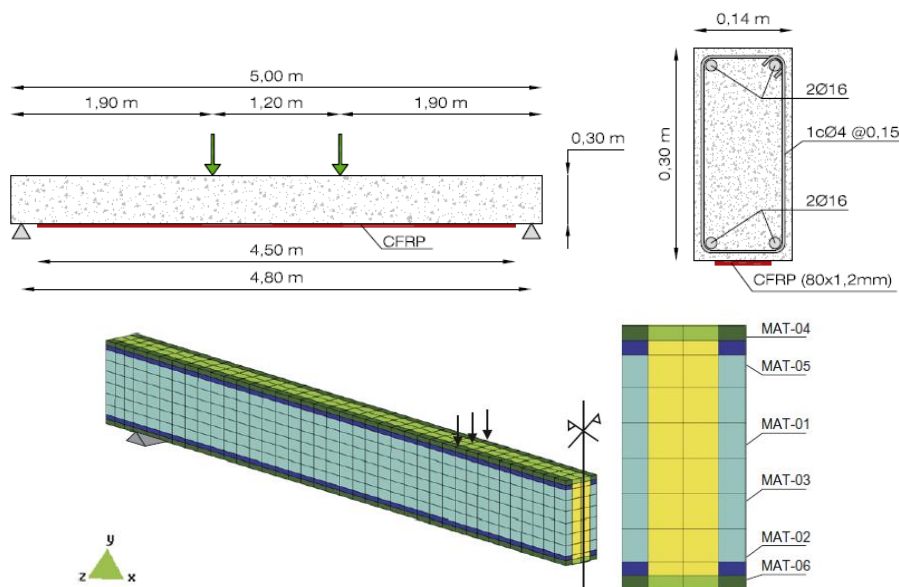 5,00 m
1,90 m
1,20 m
1,90 m
0,30 m
CFRP
4,50 m
4,80 m
0,14 m
0,30 m
2Ø16
1cØ4 @0,15
2Ø16
CFRP (80x1,2mm)
y
z
x
MAT-04
MAT-05
MAT-01
MAT-03
MAT-02
MAT-06